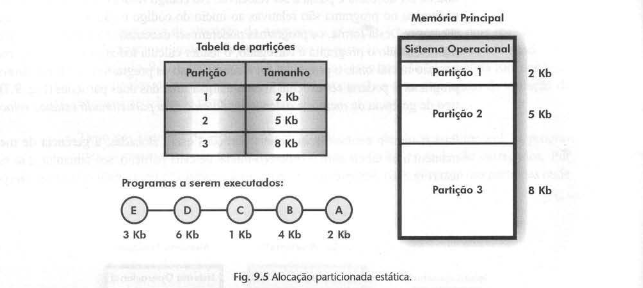 Tabela de partições
Partição Tamanho
1 2 Kb
2 5 Kb
3 8 Kb
Programas a serem executados:
E D C B A
3 Kb 6 Kb 1 Kb 4 Kb 2 Kb
Memória Principal
Sistema Operacional
Partição 1 2 Kb
Partição 2 5 Kb
Partição 3 8 Kb
Fig. 9.5 Alocação particionada estática.